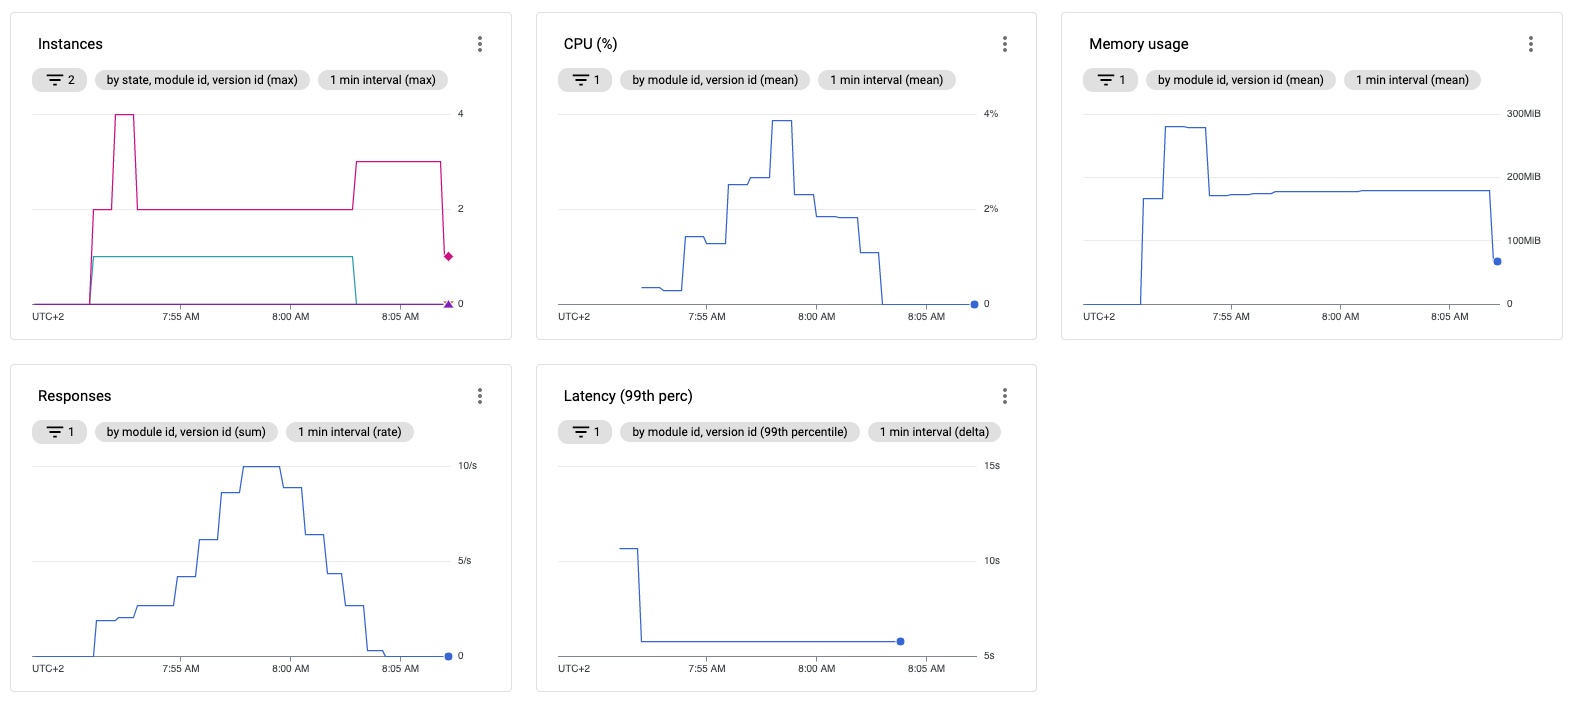 Instances
2
by state, module id, version id (max)
1 min interval (max)
4
2
0
UTC+2
7:55 AM
8:00 AM
8:05 AM
CPU (%)
1
by module id, version id (mean)
1 min interval (mean)
4%
2%
0
UTC+2
7:55 AM
8:00 AM
8:05 AM
Memory usage
1
by module id, version id (mean)
1 min interval (mean)
300MiB
200MiB
100MiB
0
UTC+2
7:55 AM
8:00 AM
8:05 AM
Responses
1
by module id, version id (sum)
1 min interval (rate)
10/s
5/s
0
UTC+2
7:55 AM
8:00 AM
8:05 AM
Latency (99th perc)
1
by module id, version id (99th percentile)
1 min interval (delta)
15s
10s
5s
UTC+2
7:55 AM
8:00 AM
8:05 AM